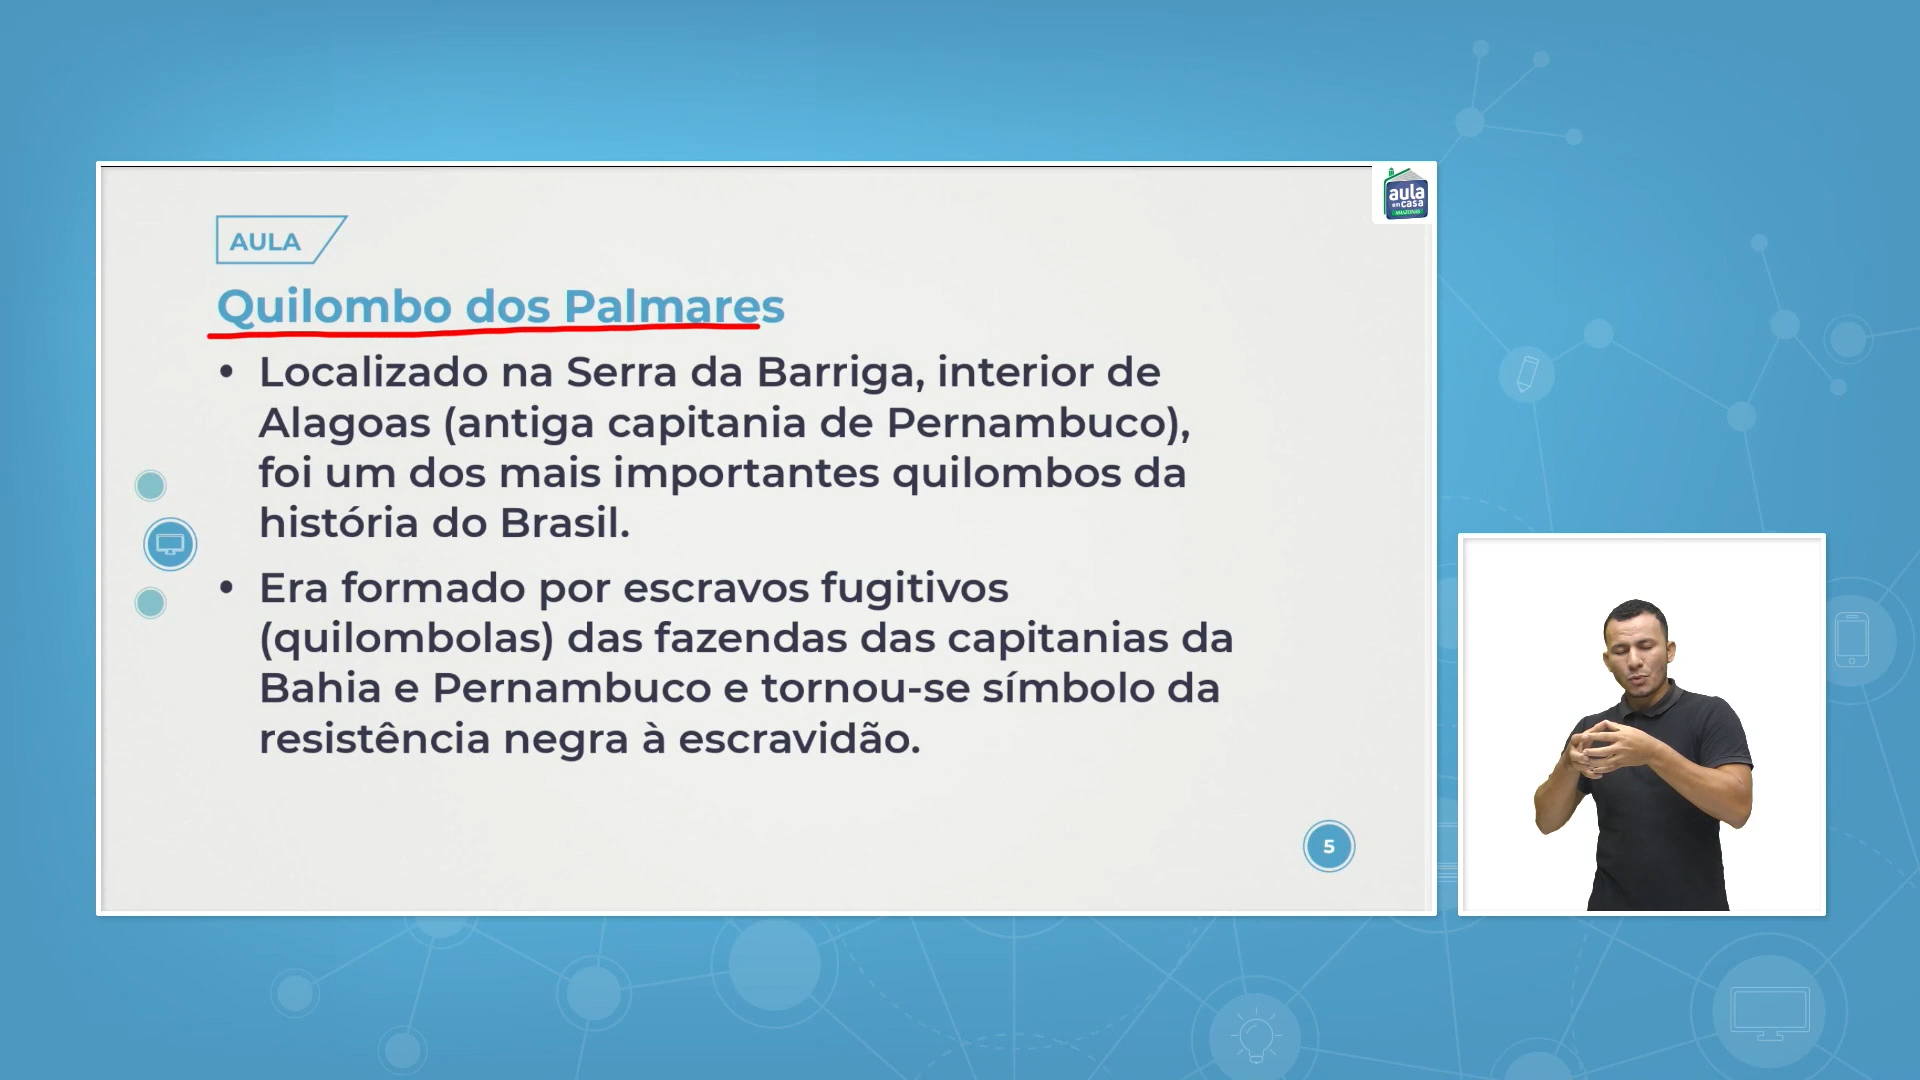 aula
em casa
AMAZONAS
AULA
Quilombo dos Palmares
• Localizado na Serra da Barriga, interior de
Alagoas (antiga capitania de Pernambuco),
foi um dos mais importantes quilombos da
história do Brasil.
• Era formado por escravos fugitivos
(quilombolas) das fazendas das capitanias da
Bahia e Pernambuco e tornou-se símbolo da
resistência negra à escravidão.
5